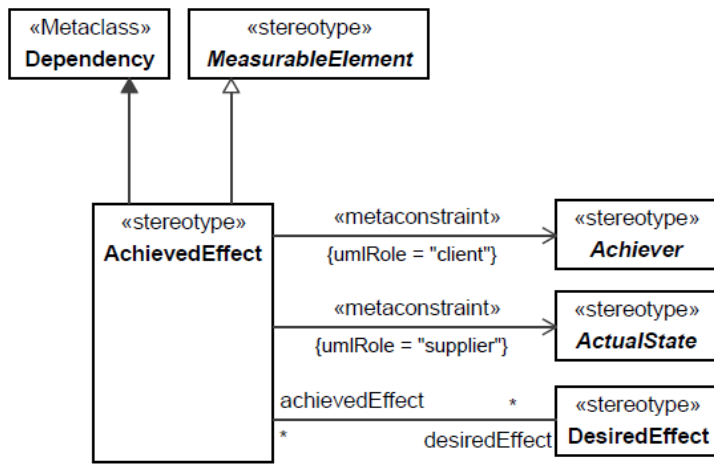 «Metaclass»
Dependency
«stereotype»
MeasurableElement
«stereotype»
AchievedEffect
«metaconstraint»
{umlRole = "client"}
«stereotype»
Achiever
«metaconstraint»
{umlRole = "supplier"}
«stereotype»
ActualState
achievedEffect
*
*
desiredEffect
«stereotype»
DesiredEffect